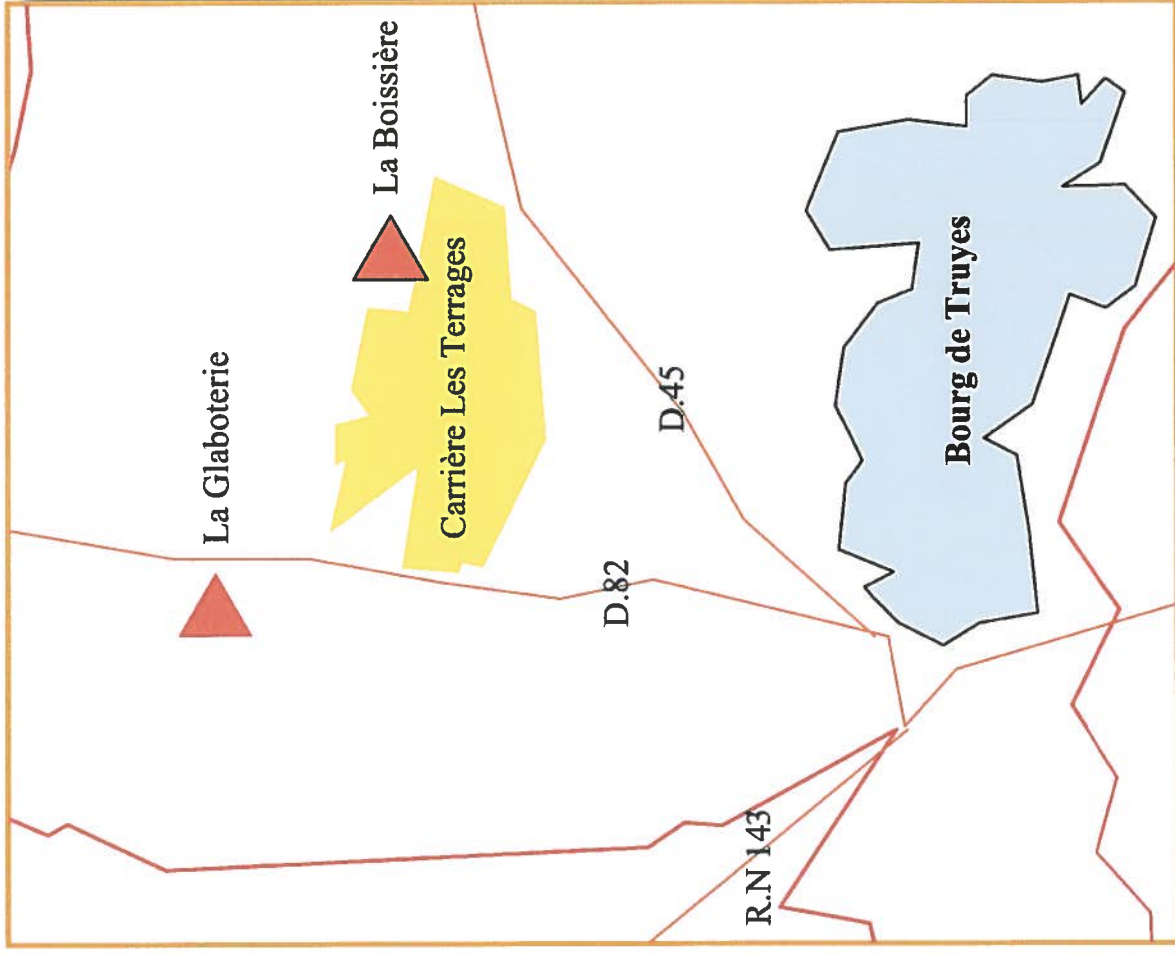 La Boissière
La Glaboterie
Carrière Les Terrages
D.45
D.82
Bourg de Truyes
R.N 143